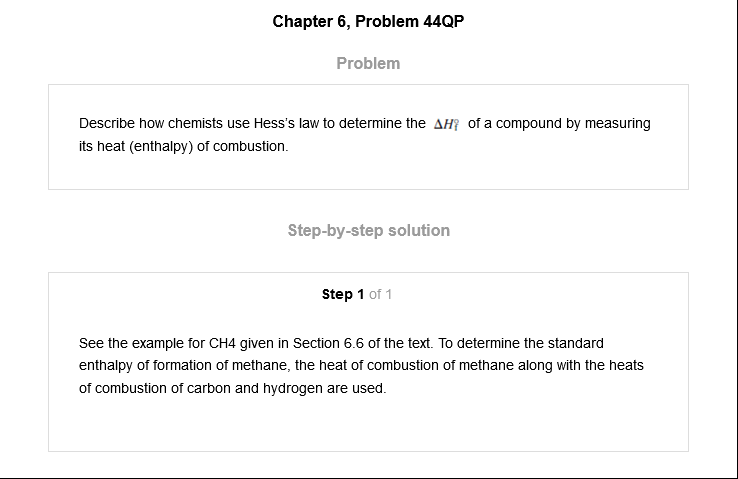 Chapter 6, Problem 44QP
Problem
Describe how chemists use Hess's law to determine the ΔH°f of a compound by measuring
its heat (enthalpy) of combustion.
Step-by-step solution
Step 1 of 1
See the example for CH4 given in Section 6.6 of the text. To determine the standard
enthalpy of formation of methane, the heat of combustion of methane along with the heats
of combustion of carbon and hydrogen are used.